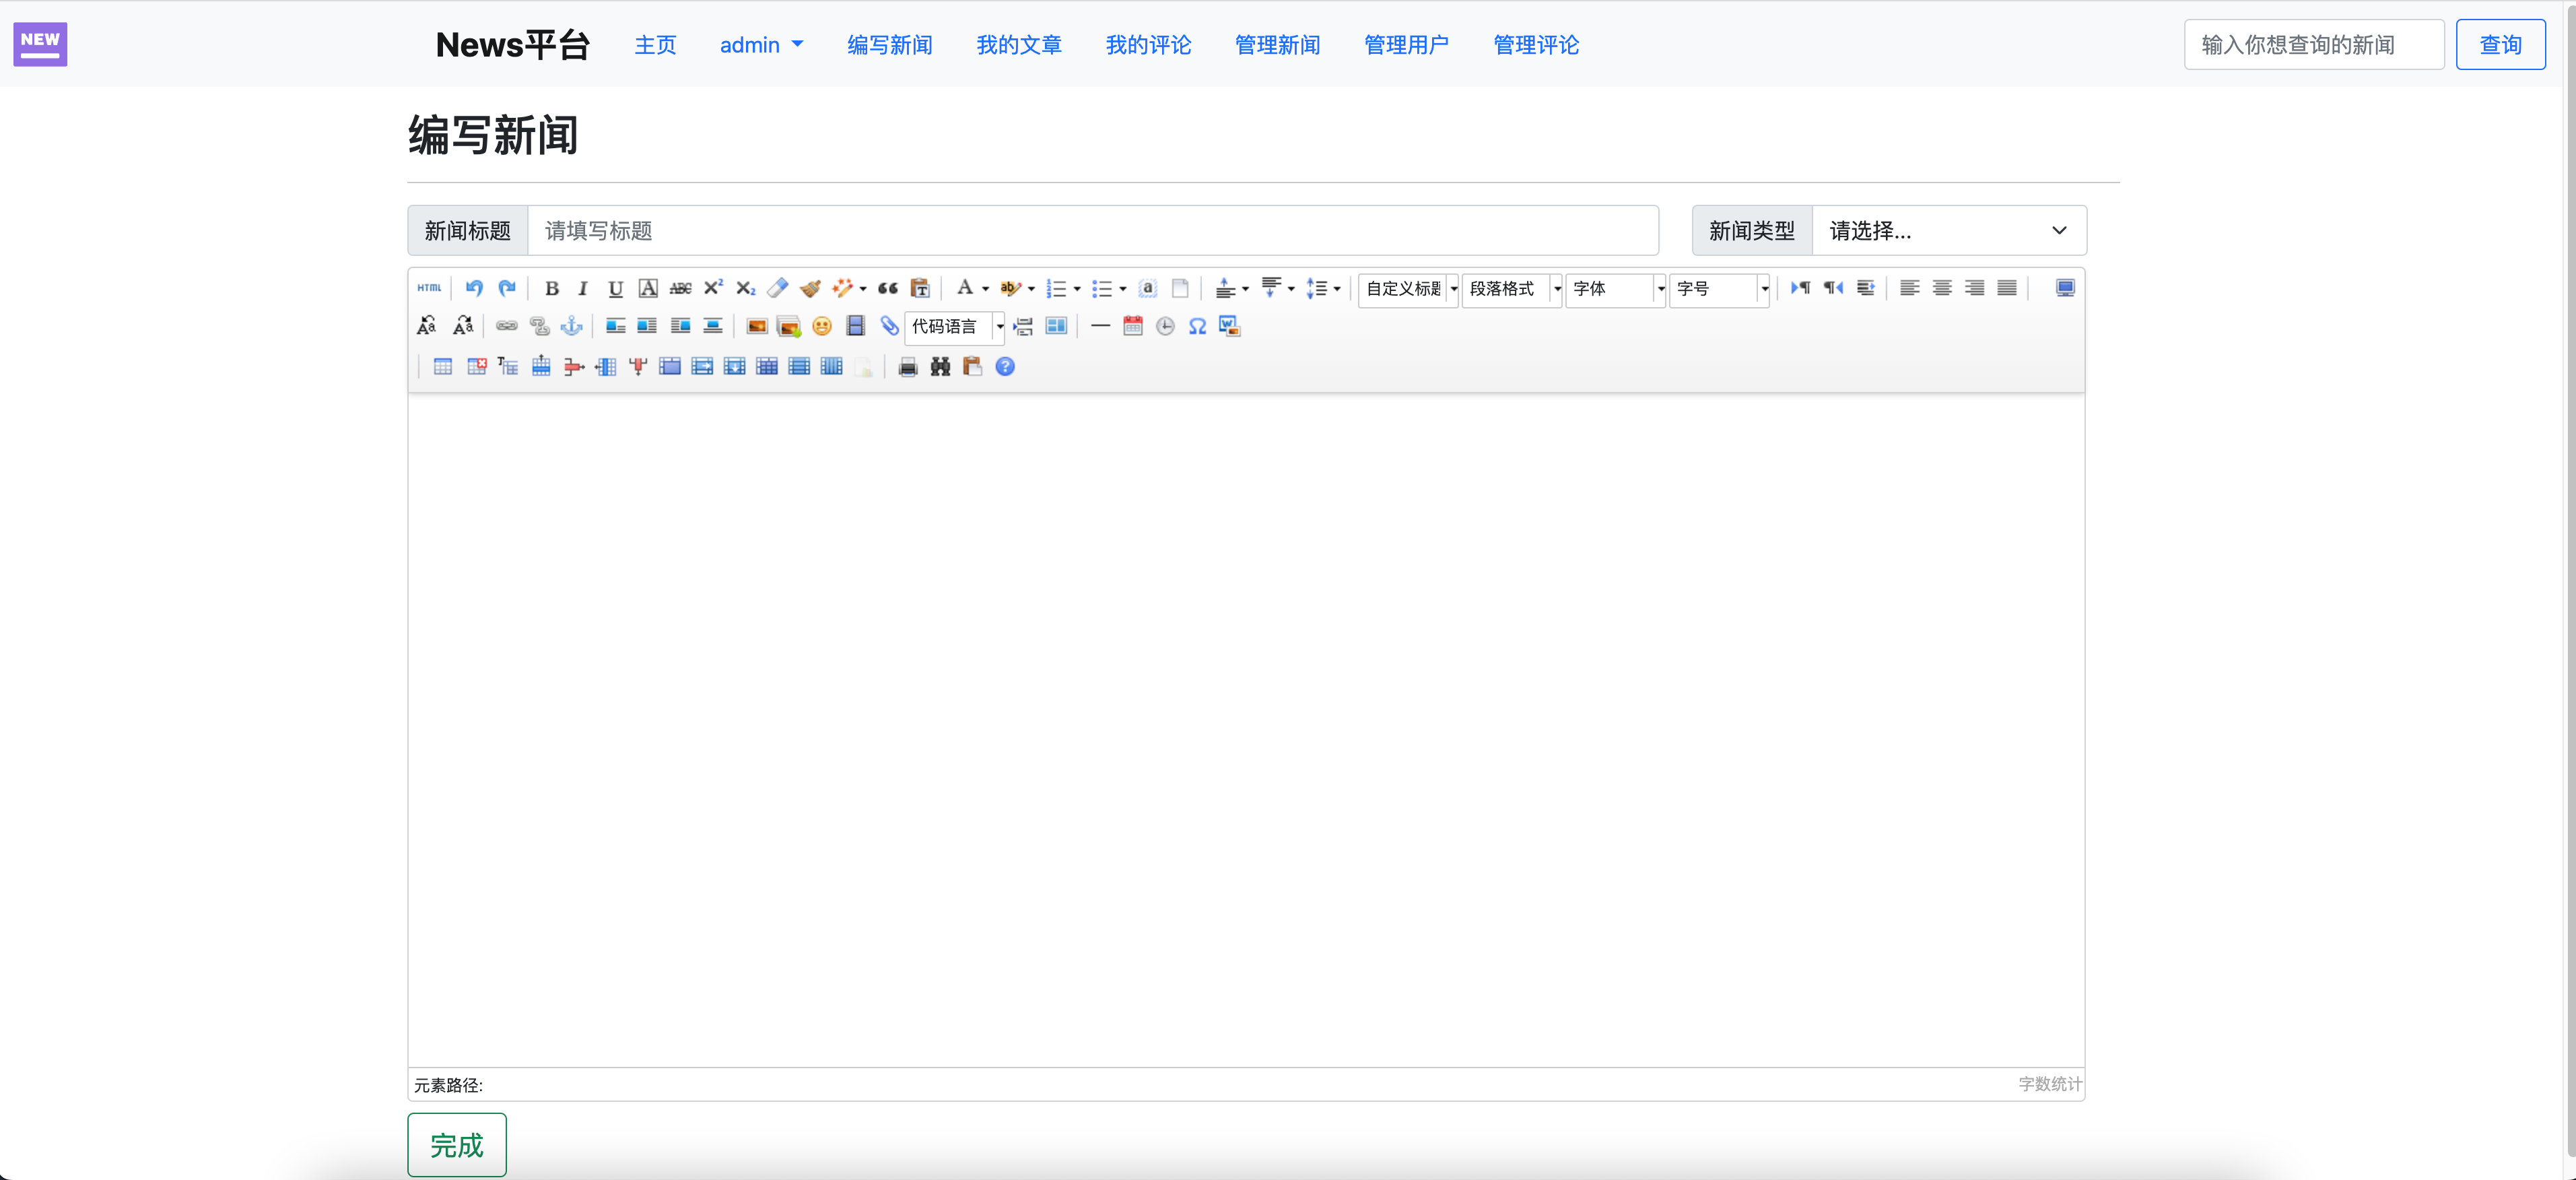 NEW
News平台 主页 admin 编写新闻 我的文章 我的评论 管理新闻 管理用户 管理评论 输入你想查询的新闻 查询
编写新闻
新闻标题 请填写标题 新闻类型 请选择...
HTML B I U A ABC X² X₂ A ab 自定义标题 段落格式 字体 字号
代码语言
元素路径: 字数统计
完成